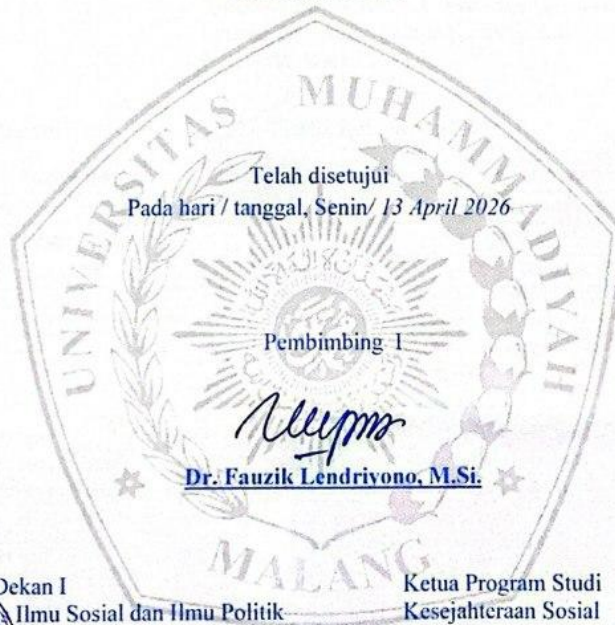 UNIVERSITAS MUHAMMADIYAH
Telah disetujui
Pada hari / tanggal, Senin/ 13 April 2026
Pembimbing 1
Dr. Fauzik Lendriyono, M.Si.
MALANG
Dekan I
Ilmu Sosial dan Ilmu Politik
Ketua Program Studi
Kesejahteraan Sosial